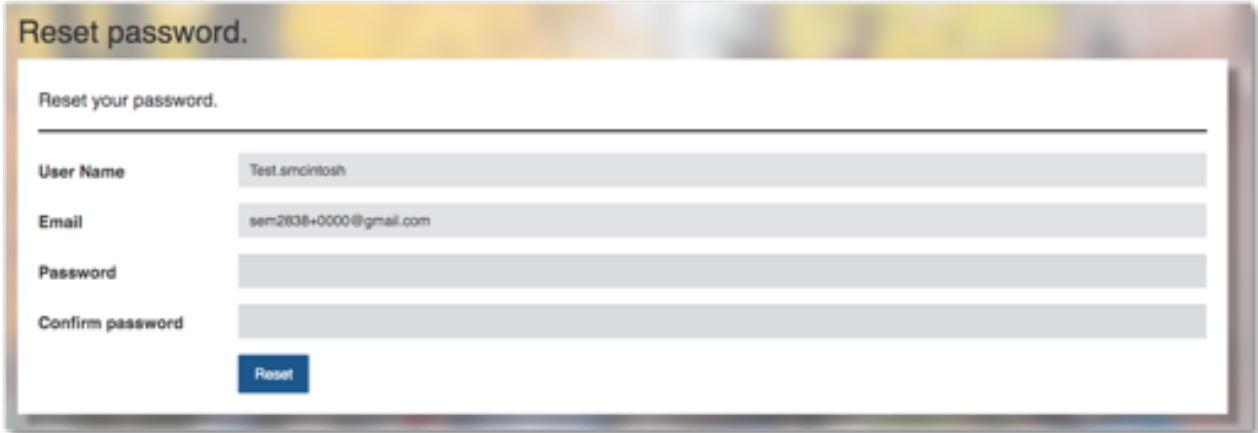 Reset password.
Reset your password.
User Name Test.smcintosh
Email sem2838+0000@gmail.com
Password
Confirm password
Reset